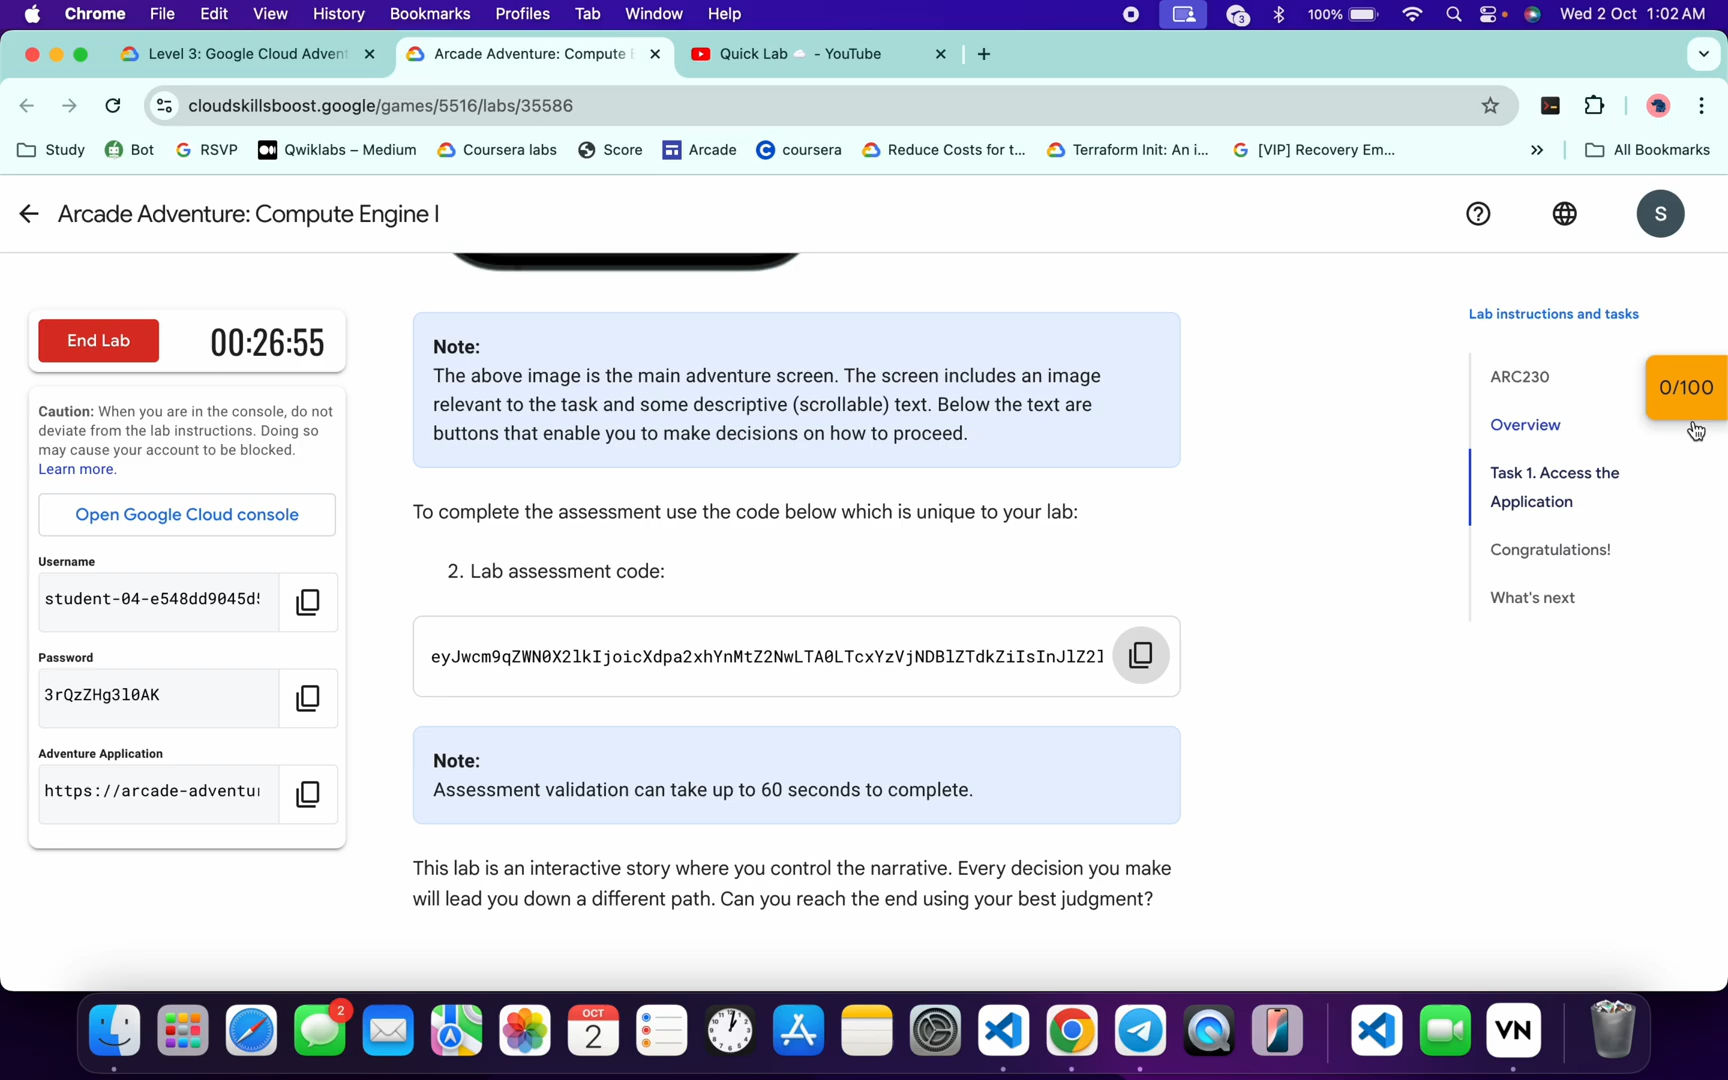 Chrome File Edit View History Bookmarks Profiles Tab Window Help 3 100% Wed 2 Oct 1:02 AM
Level 3: Google Cloud Advent Arcade Adventure: Compute E Quick Lab - YouTube
cloudskillsboost.google/games/5516/labs/35586
Study Bot RSVP Qwiklabs – Medium Coursera labs Score Arcade coursera Reduce Costs for t... Terraform Init: An i... [VIP] Recovery Em... » All Bookmarks
Arcade Adventure: Compute Engine I
S
End Lab 00:26:55
Caution: When you are in the console, do not
deviate from the lab instructions. Doing so
may cause your account to be blocked.
Learn more.
Open Google Cloud console
Username
student-04-e548dd9045d
Password
3rQzZHg3l0AK
Adventure Application
https://arcade-adventu
Note:
The above image is the main adventure screen. The screen includes an image
relevant to the task and some descriptive (scrollable) text. Below the text are
buttons that enable you to make decisions on how to proceed.
To complete the assessment use the code below which is unique to your lab:
2. Lab assessment code:
eyJwcm9qZWN0X2lkIjoicXdpa2xhYnMtZ2NwLTA0LTcxYzVjNDBlZTdkZiIsInJlZ2l
Note:
Assessment validation can take up to 60 seconds to complete.
This lab is an interactive story where you control the narrative. Every decision you make
will lead you down a different path. Can you reach the end using your best judgment?
Lab instructions and tasks
ARC230
0/100
Overview
Task 1. Access the
Application
Congratulations!
What's next
2
OCT
2
VN